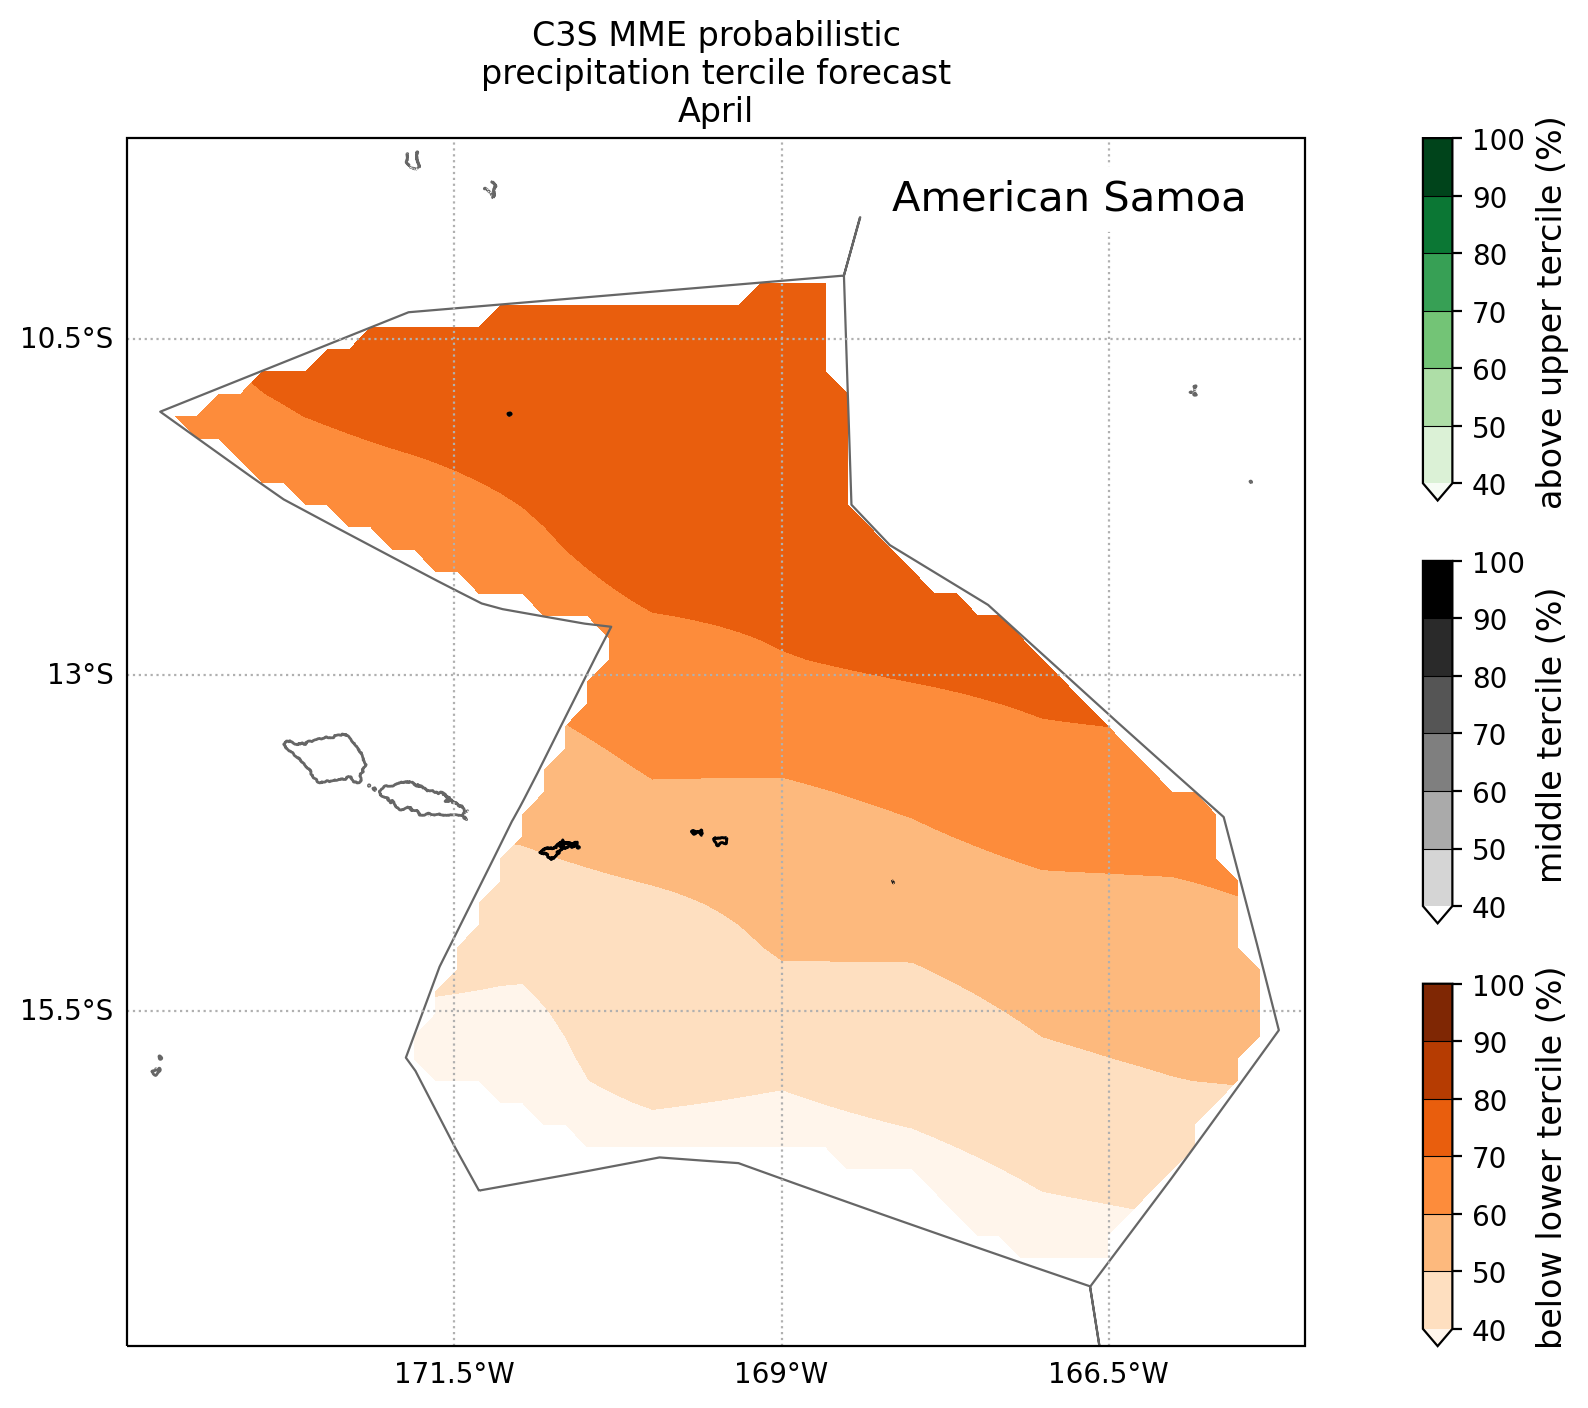 C3S MME probabilistic
precipitation tercile forecast
April
American Samoa
10.5°S
13°S
15.5°S
171.5°W
169°W
166.5°W
100
90
80
70
60
50
40
above upper tercile (%)
100
90
80
70
60
50
40
middle tercile (%)
100
90
80
70
60
50
40
below lower tercile (%)